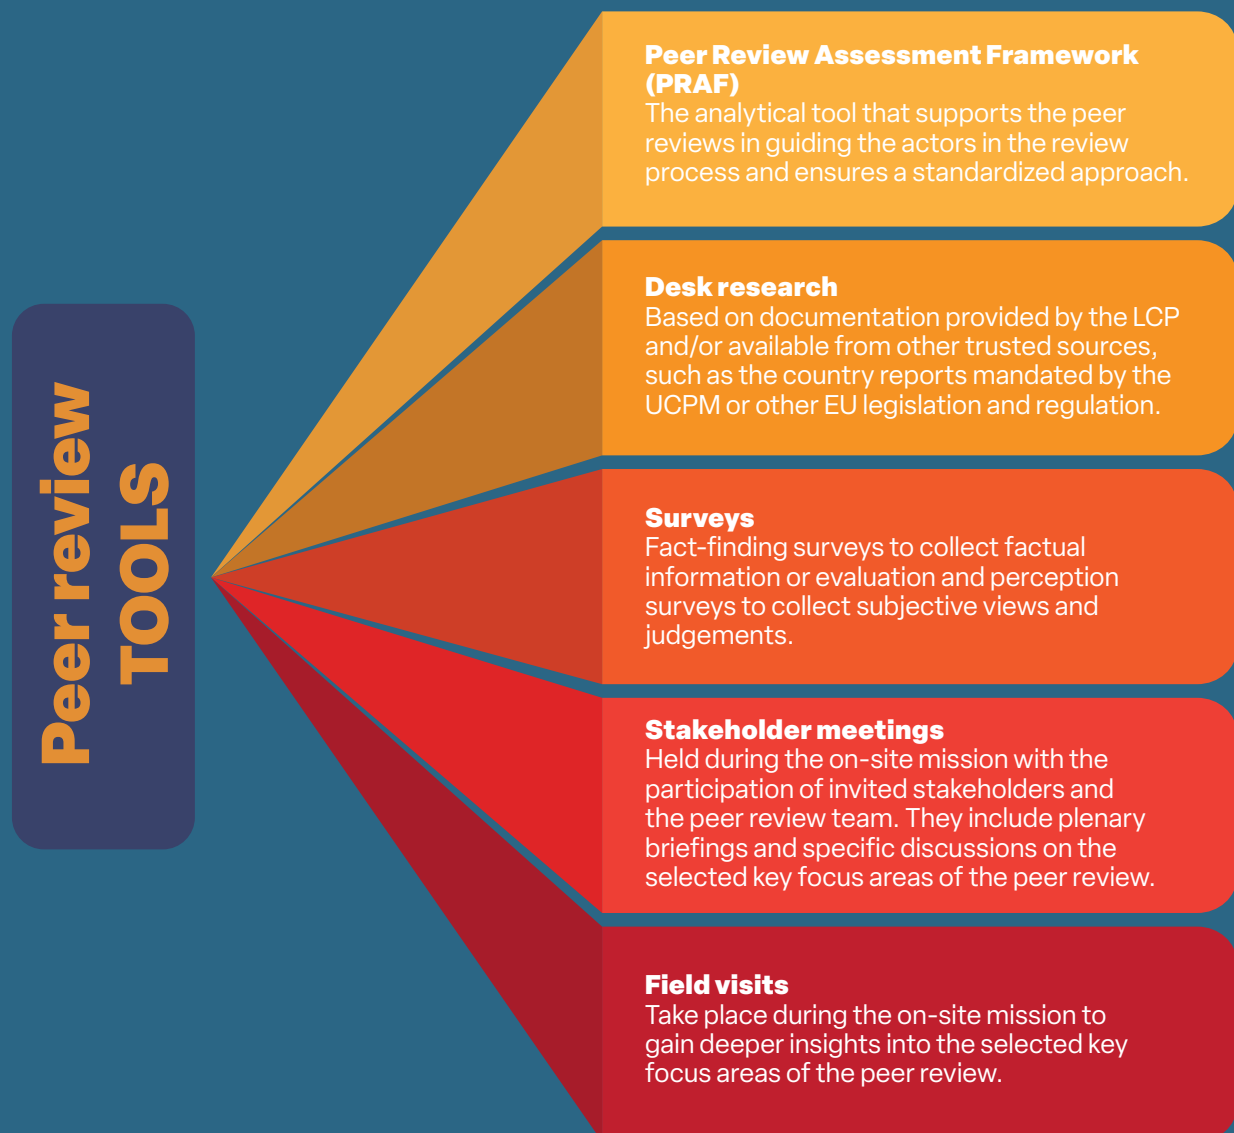 Peer review
TOOLS
Peer Review Assessment Framework
(PRAF)
The analytical tool that supports the peer
reviews in guiding the actors in the review
process and ensures a standardized approach.
Desk research
Based on documentation provided by the LCP
and/or available from other trusted sources,
such as the country reports mandated by the
UCPM or other EU legislation and regulation.
Surveys
Fact-finding surveys to collect factual
information or evaluation and perception
surveys to collect subjective views and
judgements.
Stakeholder meetings
Held during the on-site mission with the
participation of invited stakeholders and
the peer review team. They include plenary
briefings and specific discussions on the
selected key focus areas of the peer review.
Field visits
Take place during the on-site mission to
gain deeper insights into the selected key
focus areas of the peer review.